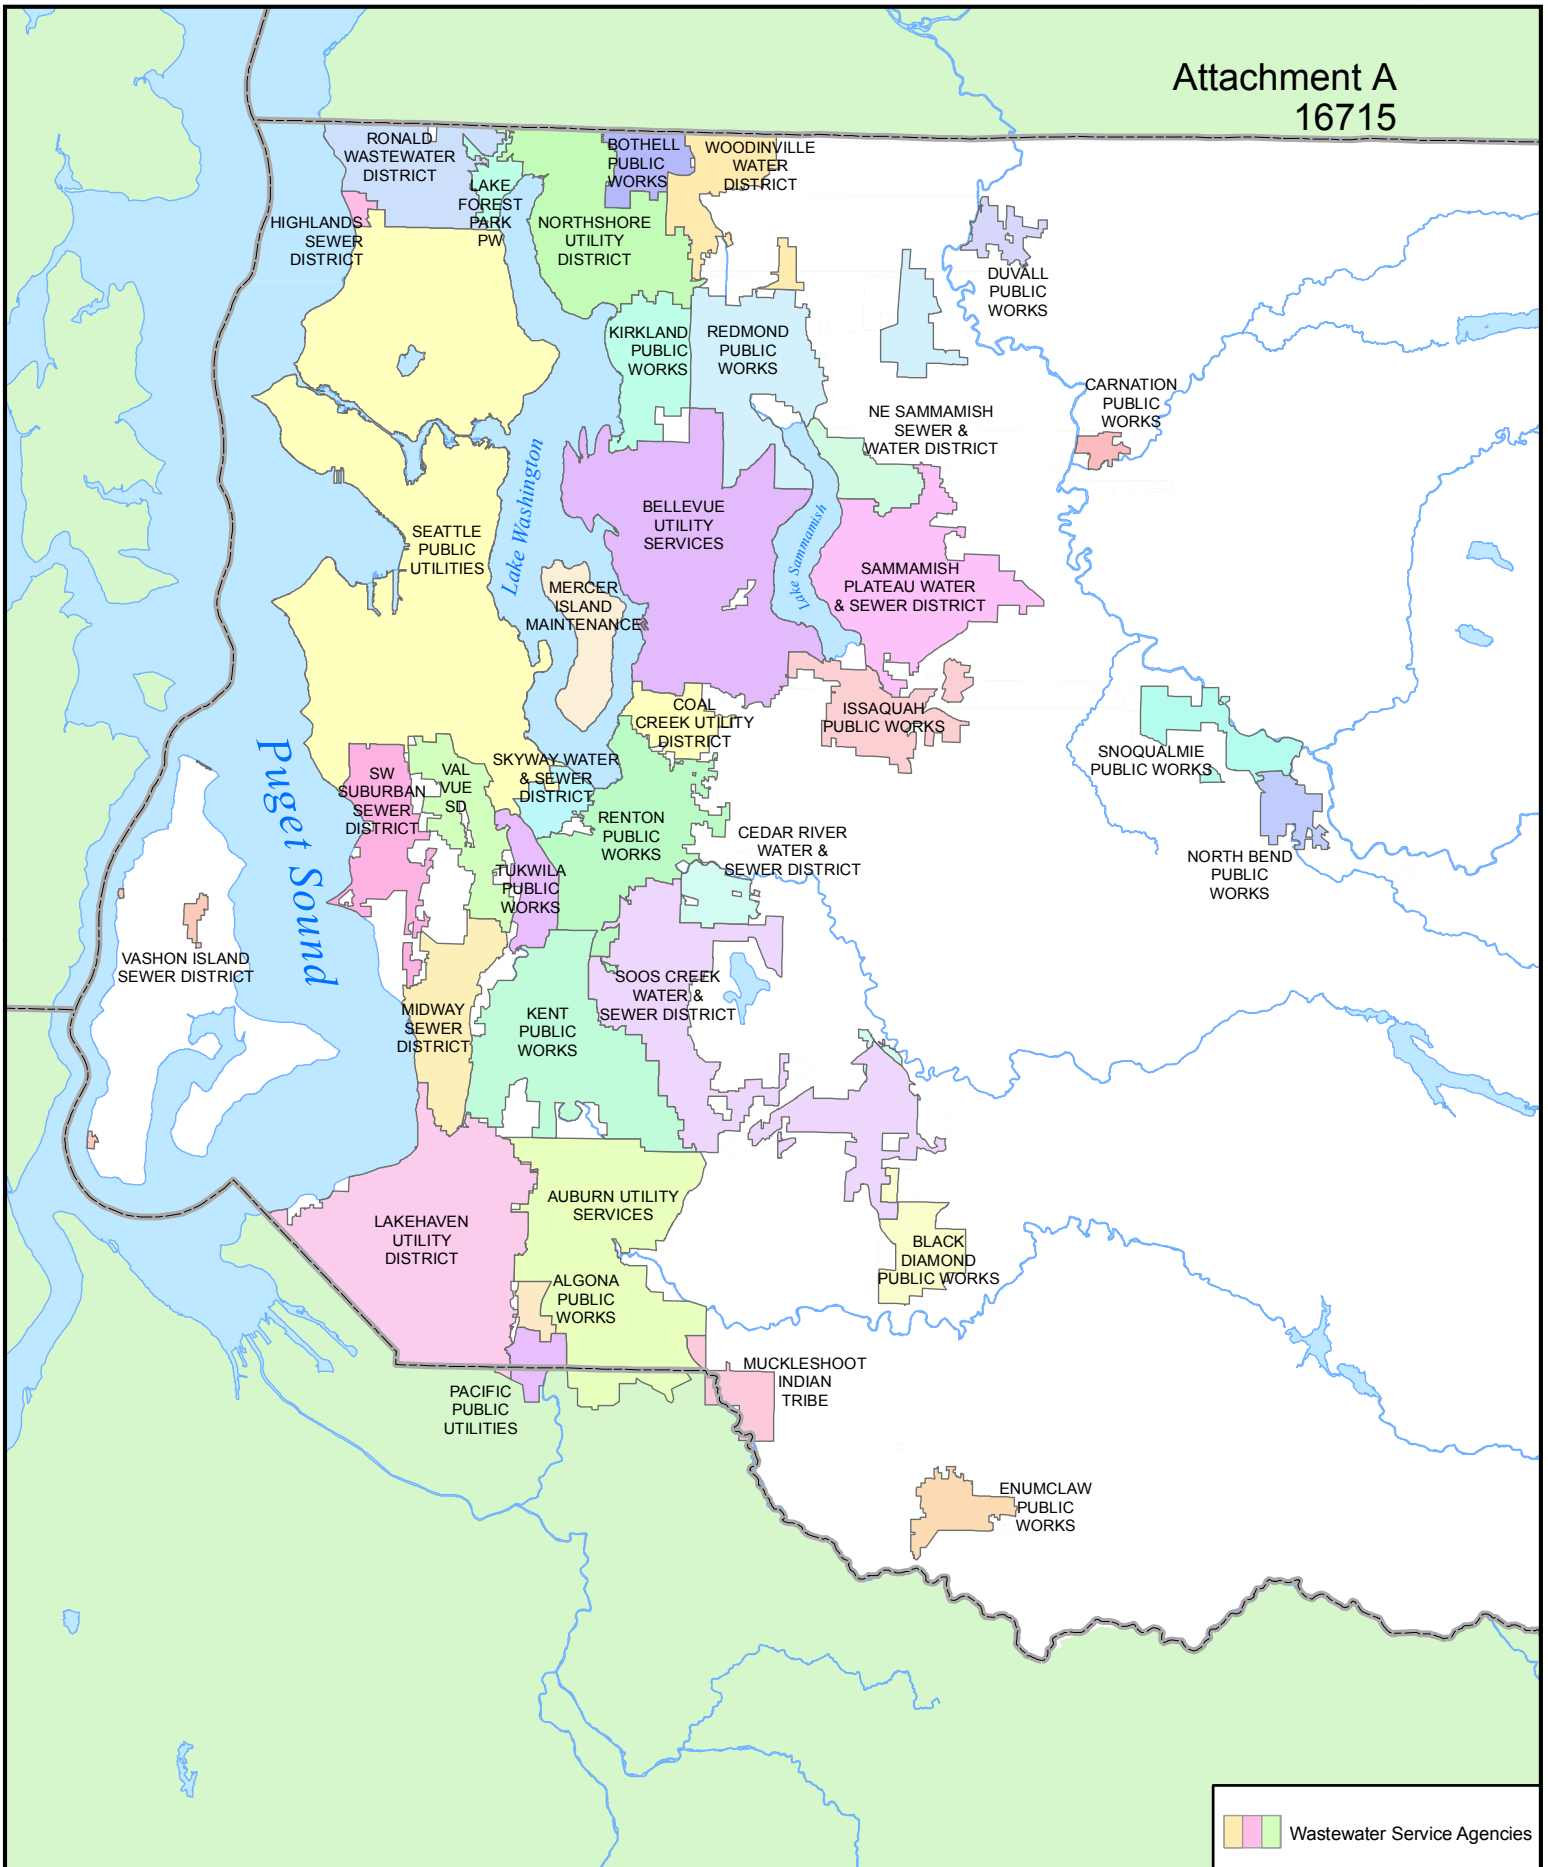 Attachment A
16715
RONALD
WASTEWATER
DISTRICT
BOTHELL
PUBLIC
WORKS
WOODINVILLE
WATER
DISTRICT
LAKE
FOREST
PARK
PW
HIGHLANDS
SEWER
DISTRICT
NORTHSHORE
UTILITY
DISTRICT
DUVALL
PUBLIC
WORKS
KIRKLAND
PUBLIC
WORKS
REDMOND
PUBLIC
WORKS
CARNATION
PUBLIC
WORKS
NE SAMMAMISH
SEWER &
WATER DISTRICT
Lake Washington
BELLEVUE
UTILITY
SERVICES
Lake Sammamish
SEATTLE
PUBLIC
UTILITIES
SAMMAMISH
PLATEAU WATER
& SEWER DISTRICT
MERCER
ISLAND
MAINTENANCE
COAL
CREEK UTILITY
DISTRICT
ISSAQUAH
PUBLIC WORKS
SNOQUALMIE
PUBLIC WORKS
Puget Sound
SW
SUBURBAN
SEWER
DISTRICT
VAL
VUE
SD
SKYWAY WATER
& SEWER
DISTRICT
RENTON
PUBLIC
WORKS
CEDAR RIVER
WATER &
SEWER DISTRICT
NORTH BEND
PUBLIC
WORKS
TUKWILA
PUBLIC
WORKS
VASHON ISLAND
SEWER DISTRICT
SOOS CREEK
WATER &
SEWER DISTRICT
MIDWAY
SEWER
DISTRICT
KENT
PUBLIC
WORKS
AUBURN UTILITY
SERVICES
LAKEHAVEN
UTILITY
DISTRICT
BLACK
DIAMOND
PUBLIC WORKS
ALGONA
PUBLIC
WORKS
MUCKLESHOOT
INDIAN
TRIBE
PACIFIC
PUBLIC
UTILITIES
ENUMCLAW
PUBLIC
WORKS
Wastewater Service Agencies